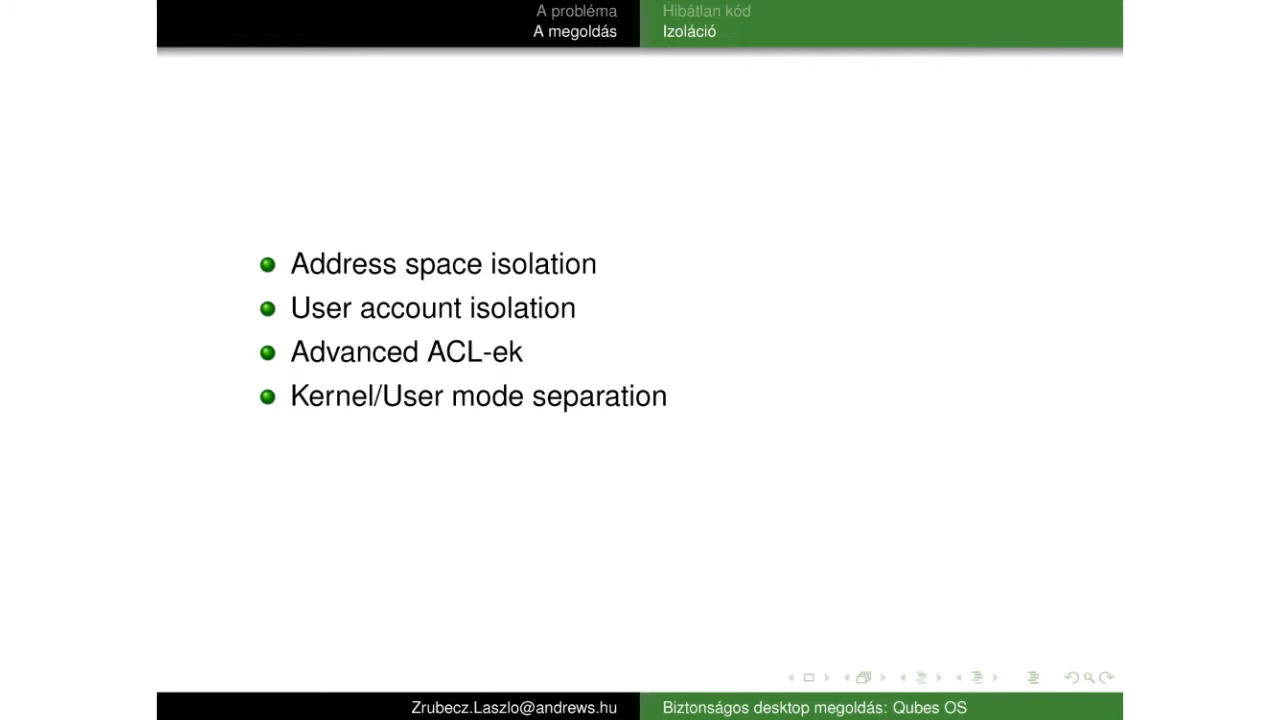 A probléma
A megoldás
Hibátlan kód
Izoláció
Address space isolation
User account isolation
Advanced ACL-ek
Kernel/User mode separation
Zrubecz.Laszlo@andrews.hu
Biztonságos desktop megoldás: Qubes OS